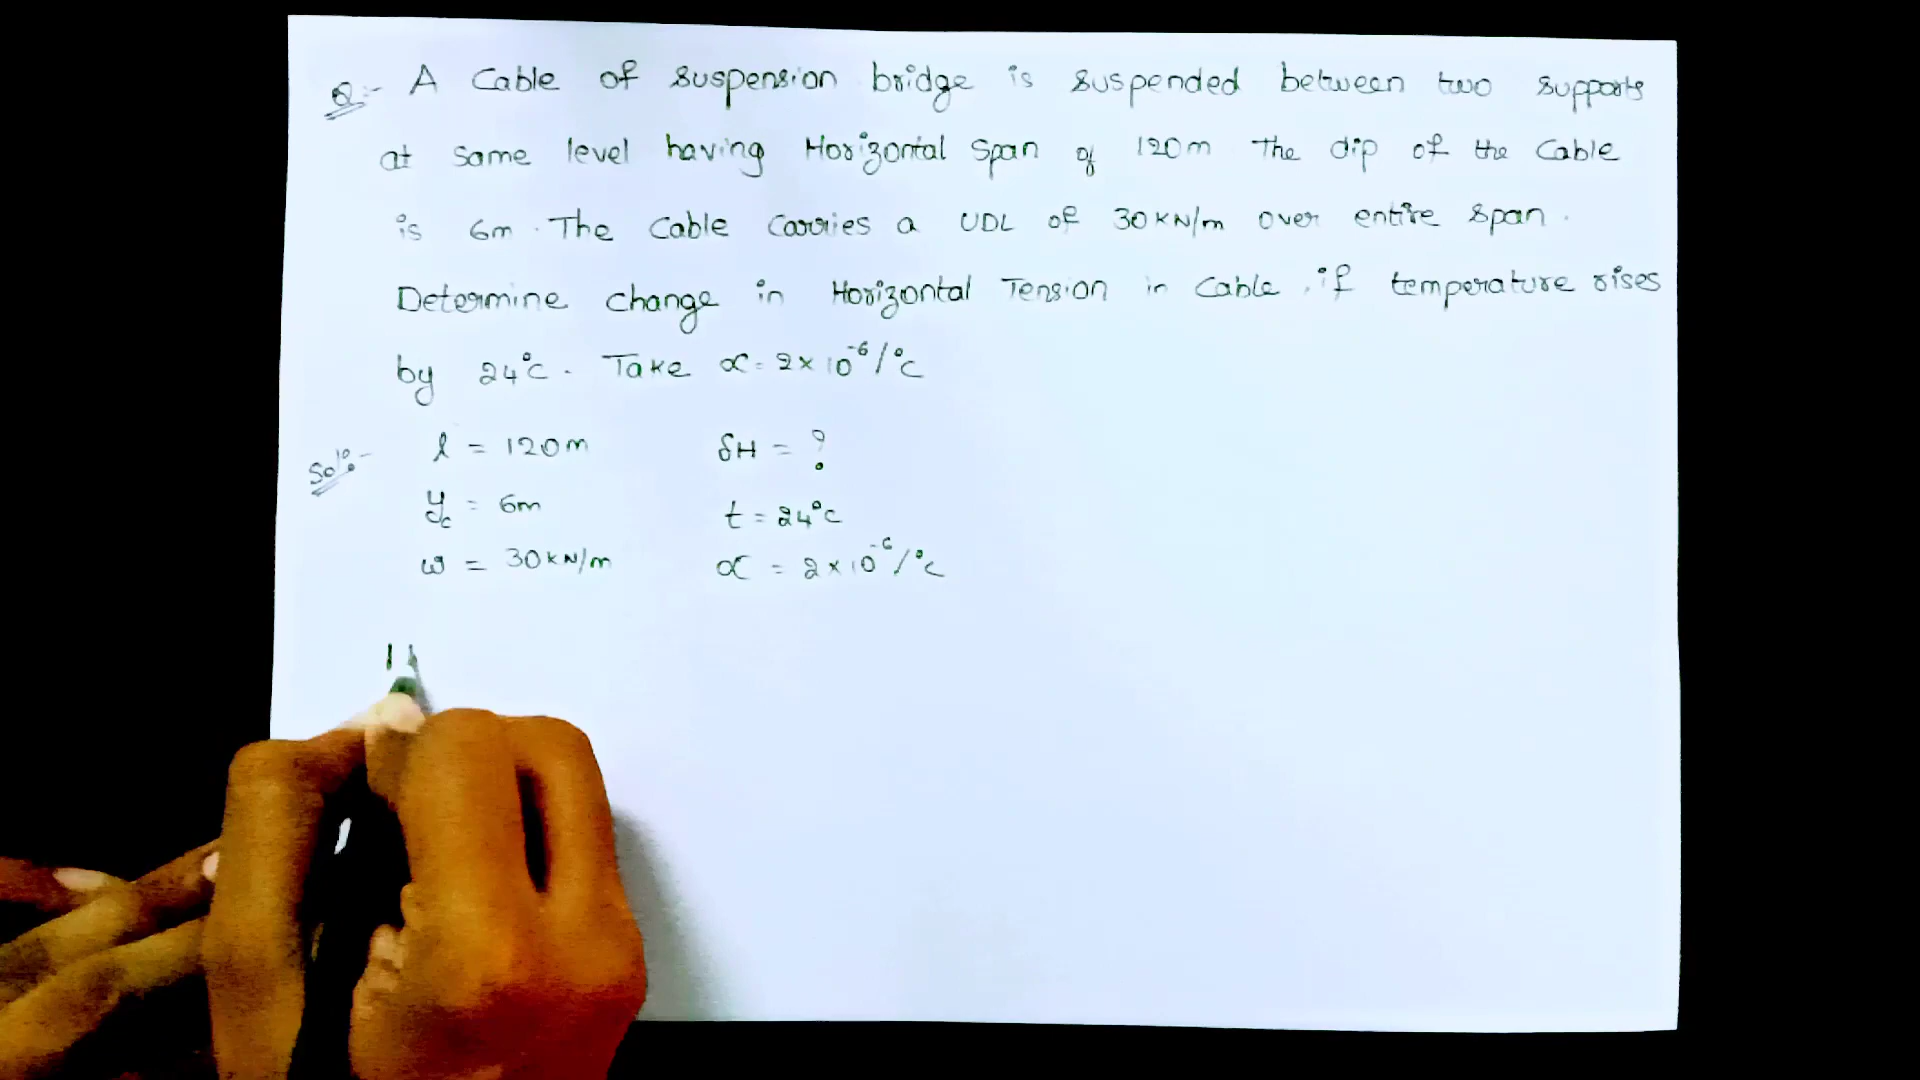 Q:- A Cable of suspension bridge is suspended between two supports
at same level having Horizontal span of 120m The dip of the Cable
is 6m. The Cable Carries a UDL of 30KN/m over entire span.
Determine change in Horizontal Tension in Cable, if temperature rises
by 24°C. Take α = 2×10⁻⁶/°C
Sol:- l = 120m δH = ?
y_c = 6m t = 24°C
ω = 30KN/m α = 2×10⁻⁶/°C